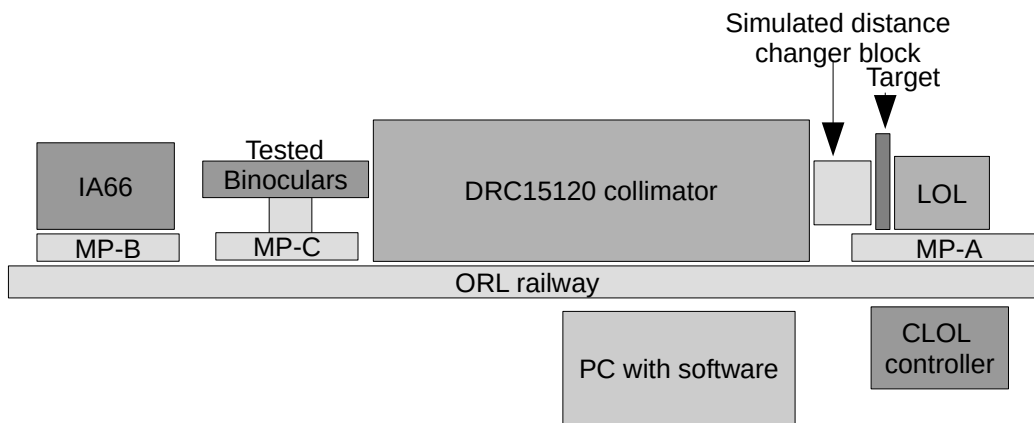 Simulated distance
changer block
Target
Tested
Binoculars
IA66
DRC15120 collimator
LOL
MP-B
MP-C
MP-A
ORL railway
PC with software
CLOL
controller